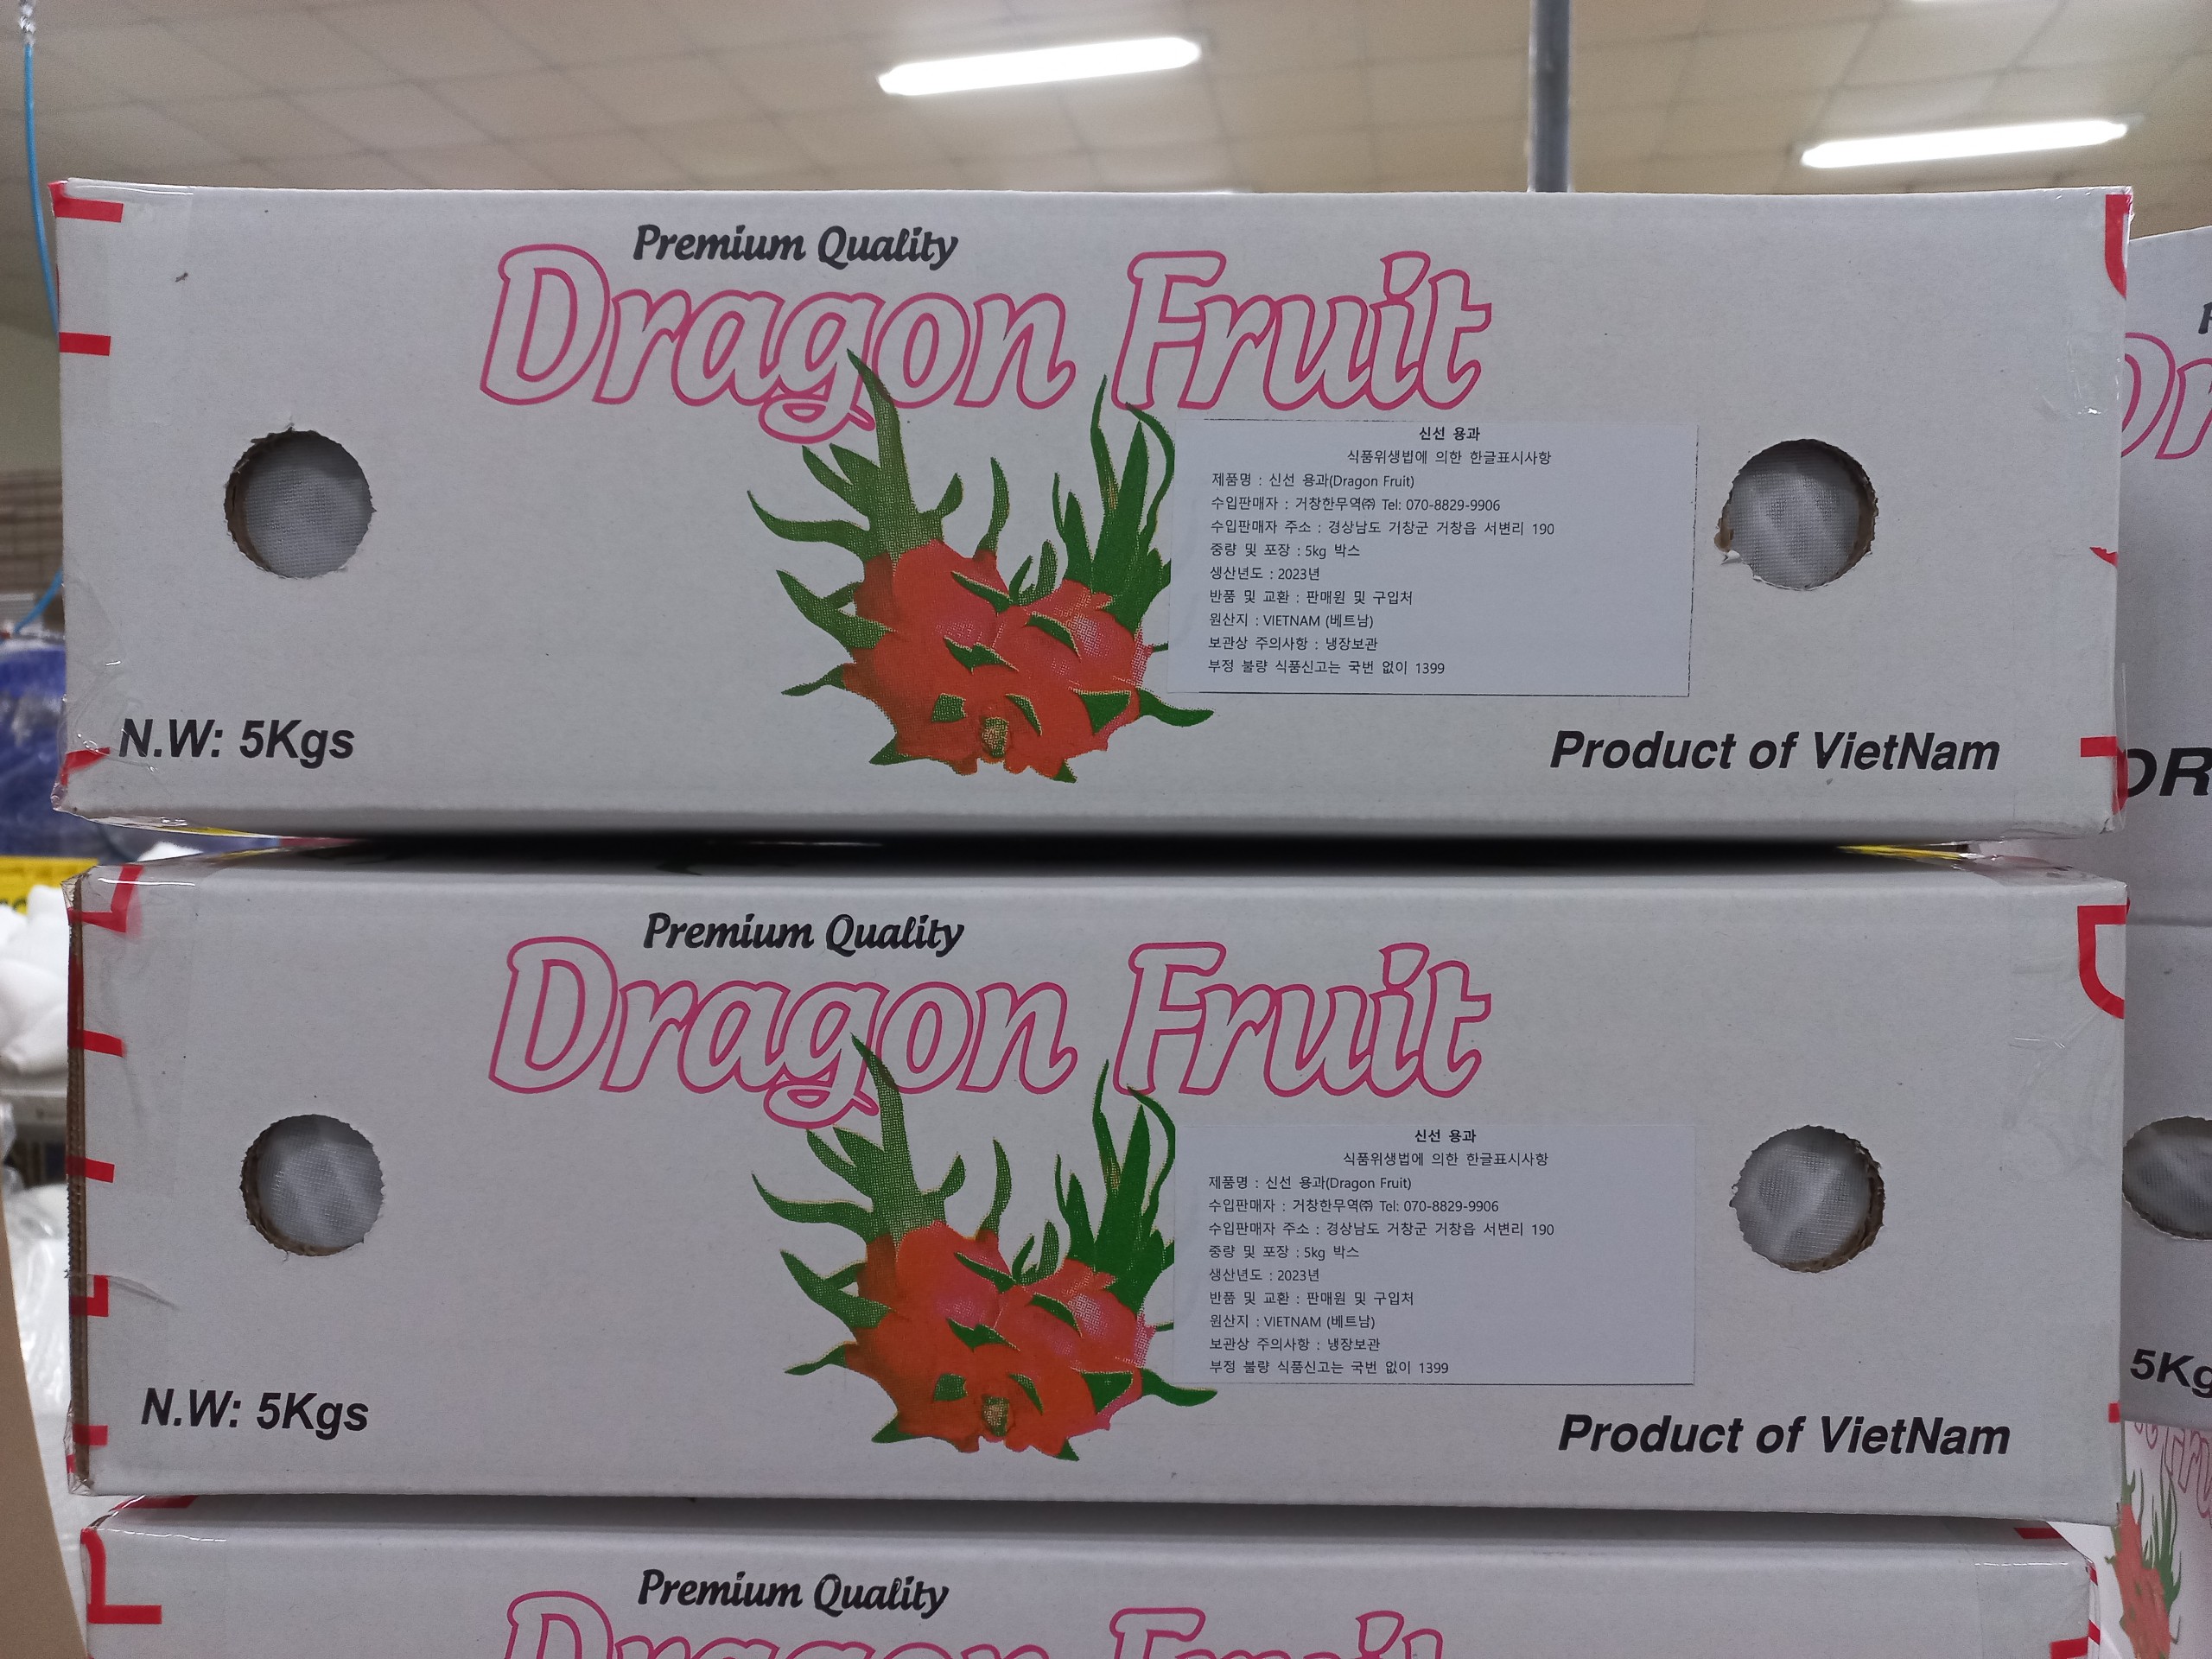 Premium Quality
Dragon Fruit
신선 용과
식품위생법에 의한 한글표시사항
제품명 : 신선 용과(Dragon Fruit)
수입판매자 : 거창한무역㈜ Tel: 070-8829-9906
수입판매자 주소 : 경상남도 거창군 거창읍 서변리 190
중량 및 포장 : 5kg 박스
생산년도 : 2023년
반품 및 교환 : 판매원 및 구입처
원산지 : VIETNAM (베트남)
보관상 주의사항 : 냉장보관
부정 불량 식품신고는 국번 없이 1399
N.W: 5Kgs
Product of VietNam
Premium Quality
Dragon Fruit
신선 용과
식품위생법에 의한 한글표시사항
제품명 : 신선 용과(Dragon Fruit)
수입판매자 : 거창한무역㈜ Tel: 070-8829-9906
수입판매자 주소 : 경상남도 거창군 거창읍 서변리 190
중량 및 포장 : 5kg 박스
생산년도 : 2023년
반품 및 교환 : 판매원 및 구입처
원산지 : VIETNAM (베트남)
보관상 주의사항 : 냉장보관
부정 불량 식품신고는 국번 없이 1399
N.W: 5Kgs
Product of VietNam
Premium Quality
Dragon Fruit